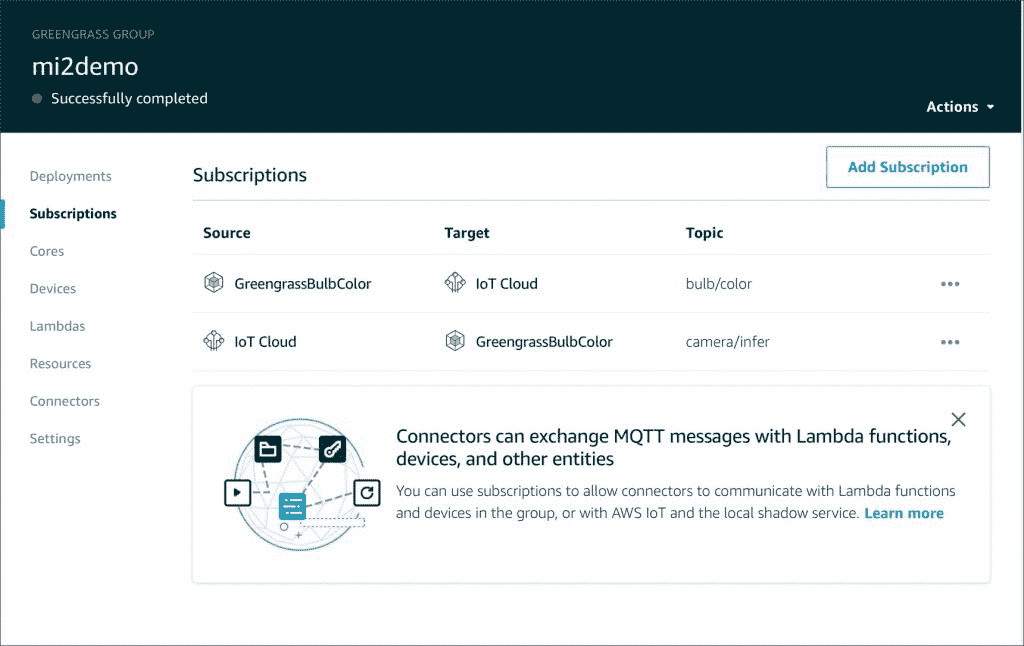 GREENGRASS GROUP
mi2demo
Successfully completed
Actions
Deployments
Subscriptions
Cores
Devices
Lambdas
Resources
Connectors
Settings
Subscriptions
Add Subscription
Source Target Topic
GreengrassBulbColor IoT Cloud bulb/color
IoT Cloud GreengrassBulbColor camera/infer
Connectors can exchange MQTT messages with Lambda functions,
devices, and other entities
You can use subscriptions to allow connectors to communicate with Lambda functions
and devices in the group, or with AWS IoT and the local shadow service. Learn more